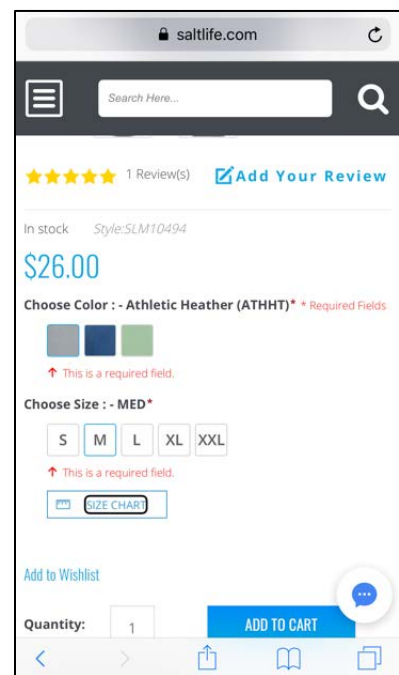 saltlife.com
Search Here...
1 Review(s) Add Your Review
In stock Style:SLM10494
$26.00
Choose Color : - Athletic Heather (ATHHT)* * Required Fields
↑ This is a required field.
Choose Size : - MED*
S M L XL XXL
↑ This is a required field.
SIZE CHART
Add to Wishlist
Quantity: 1 ADD TO CART